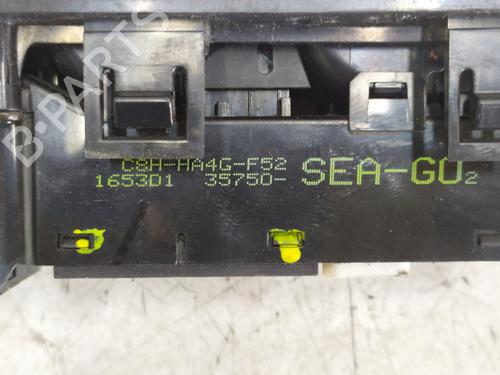 B-PARTS
C8H-HA4G-F52
1653D1 35750- SEA-GU2